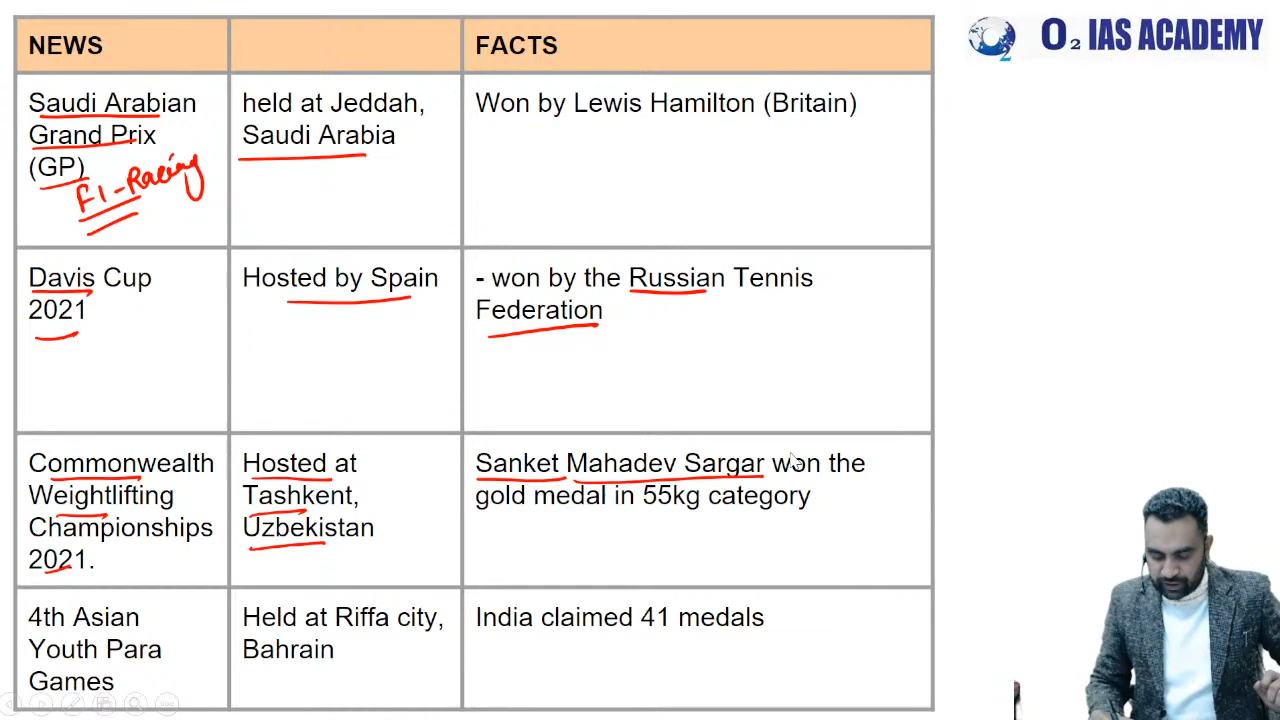 NEWS
FACTS
O2 IAS ACADEMY
Saudi Arabian
Grand Prix
(GP)
F1-Racing
held at Jeddah,
Saudi Arabia
Won by Lewis Hamilton (Britain)
Davis Cup
2021
Hosted by Spain
- won by the Russian Tennis
Federation
Commonwealth
Weightlifting
Championships
2021.
Hosted at
Tashkent,
Uzbekistan
Sanket Mahadev Sargar won the
gold medal in 55kg category
4th Asian
Youth Para
Games
Held at Riffa city,
Bahrain
India claimed 41 medals